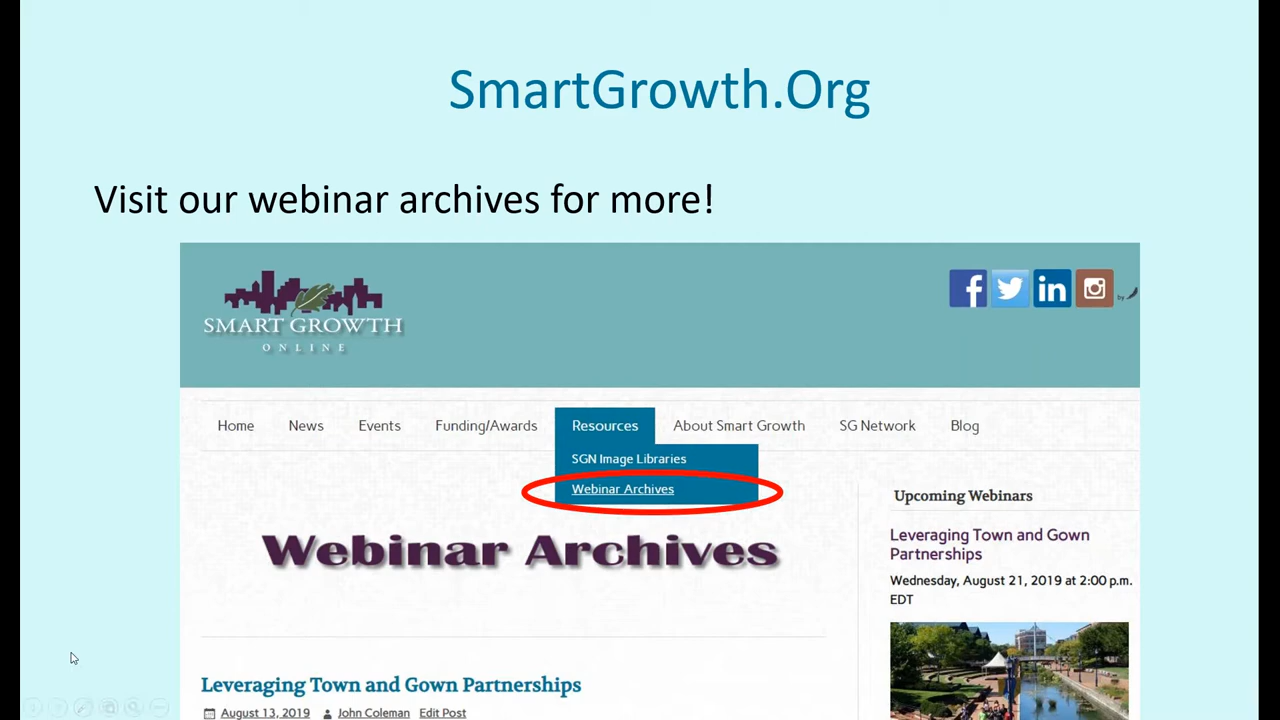 SmartGrowth.Org
Visit our webinar archives for more!
SMART GROWTH
ONLINE
by
Home News Events Funding/Awards Resources About Smart Growth SG Network Blog
SGN Image Libraries
Webinar Archives
Webinar Archives
Upcoming Webinars
Leveraging Town and Gown
Partnerships
Wednesday, August 21, 2019 at 2:00 p.m.
EDT
Leveraging Town and Gown Partnerships
August 13, 2019 John Coleman Edit Post